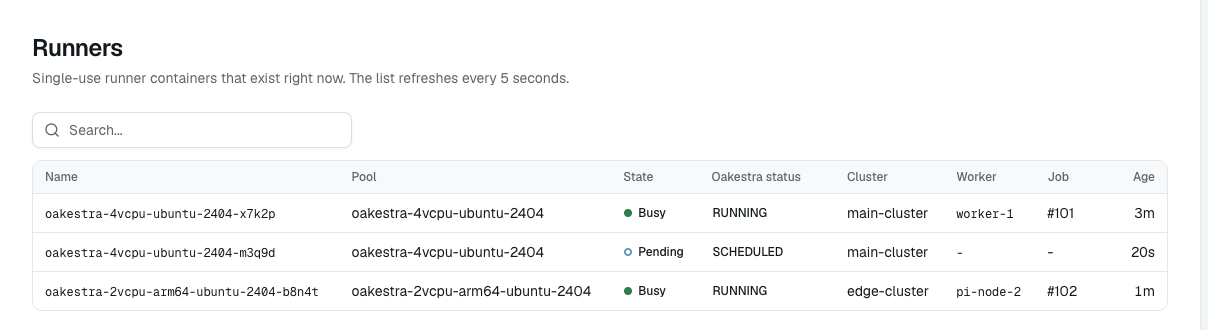 Runners
Single-use runner containers that exist right now. The list refreshes every 5 seconds.
Search...
Name Pool State Oakestra status Cluster Worker Job Age
oakestra-4vcpu-ubuntu-2404-x7k2p oakestra-4vcpu-ubuntu-2404 Busy RUNNING main-cluster worker-1 #101 3m
oakestra-4vcpu-ubuntu-2404-m3q9d oakestra-4vcpu-ubuntu-2404 Pending SCHEDULED main-cluster - - 20s
oakestra-2vcpu-arm64-ubuntu-2404-b8n4t oakestra-2vcpu-arm64-ubuntu-2404 Busy RUNNING edge-cluster pi-node-2 #102 1m